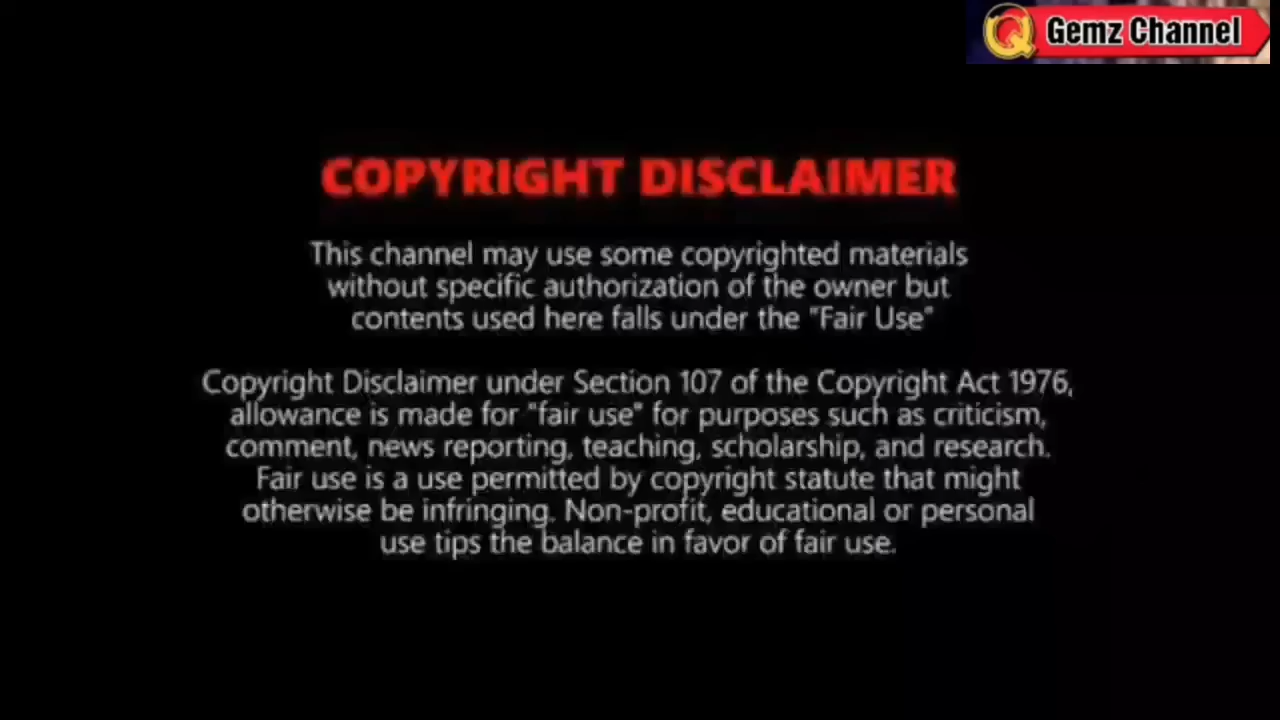 Gemz Channel
COPYRIGHT DISCLAIMER
This channel may use some copyrighted materials
without specific authorization of the owner but
contents used here falls under the "Fair Use"
Copyright Disclaimer under Section 107 of the Copyright Act 1976,
allowance is made for "fair use" for purposes such as criticism,
comment, news reporting, teaching, scholarship, and research.
Fair use is a use permitted by copyright statute that might
otherwise be infringing. Non-profit, educational or personal
use tips the balance in favor of fair use.